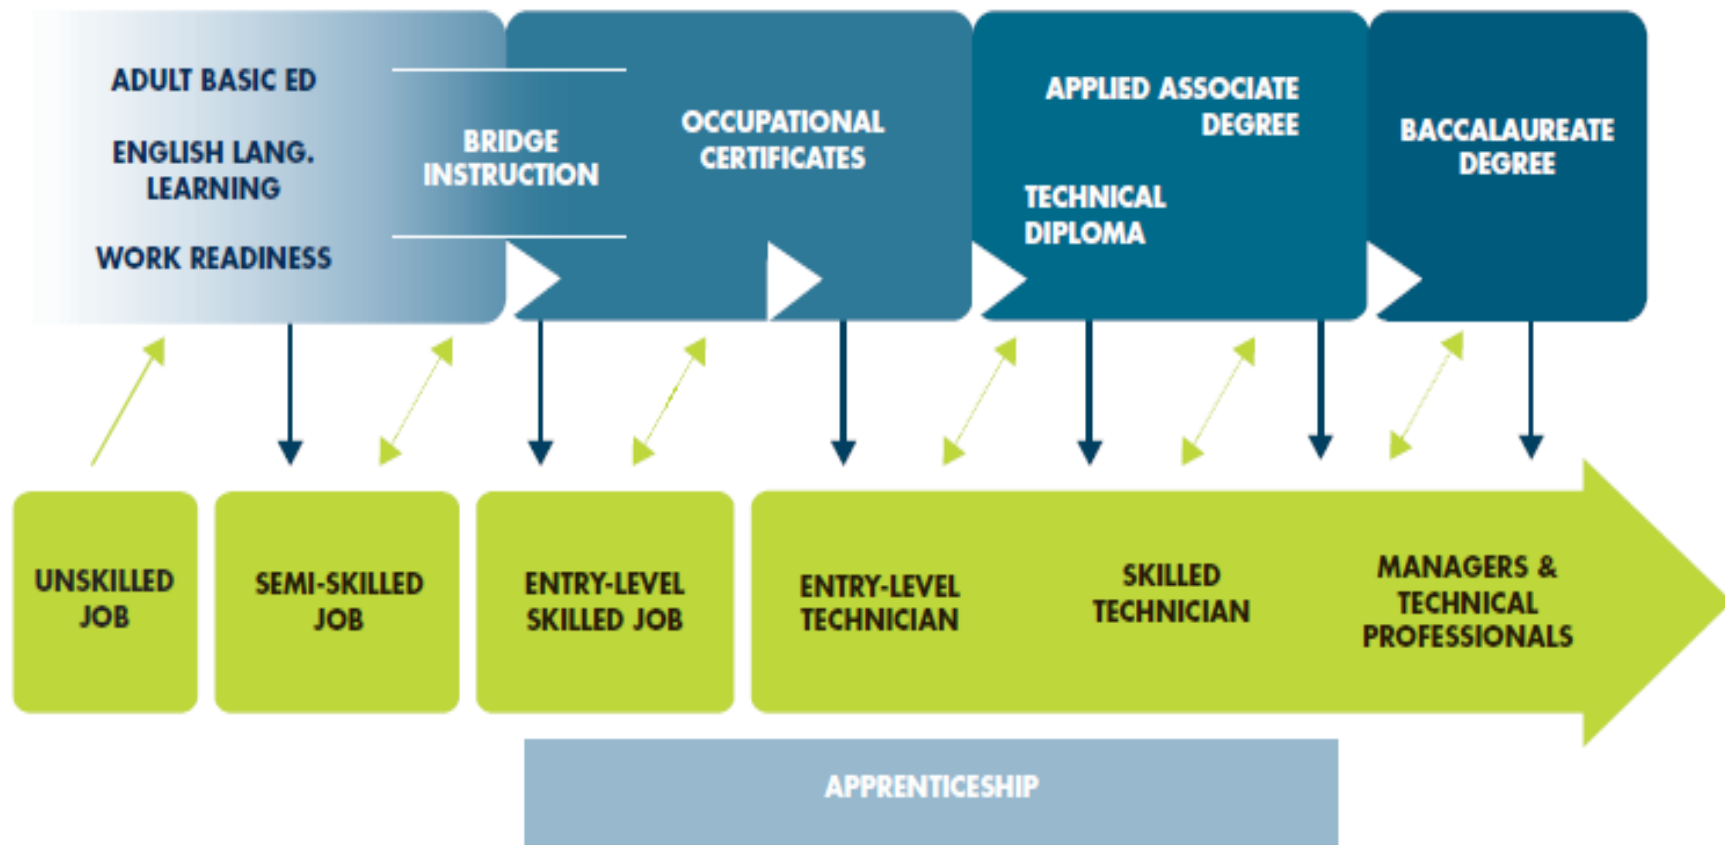 ADULT BASIC ED
ENGLISH LANG.
LEARNING
WORK READINESS
BRIDGE
INSTRUCTION
OCCUPATIONAL
CERTIFICATES
APPLIED ASSOCIATE
DEGREE
TECHNICAL
DIPLOMA
BACCALAUREATE
DEGREE
UNSKILLED
JOB
SEMI-SKILLED
JOB
ENTRY-LEVEL
SKILLED JOB
ENTRY-LEVEL
TECHNICIAN
SKILLED
TECHNICIAN
MANAGERS &
TECHNICAL
PROFESSIONALS
APPRENTICESHIP